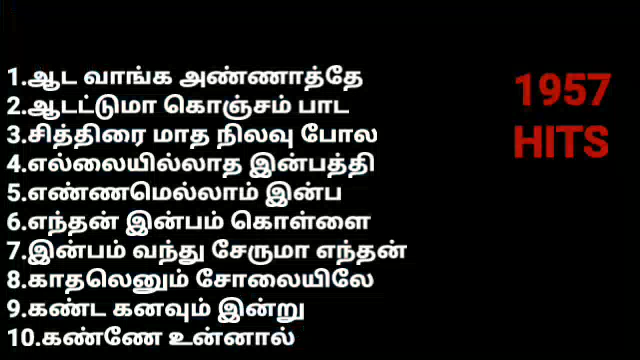 1.ஆட வாங்க அண்ணாத்தே
2.ஆடட்டுமா கொஞ்சம் பாட
3.சித்திரை மாத நிலவு போல
4.எல்லையில்லாத இன்பத்தி
5.எண்ணமெல்லாம் இன்ப
6.எந்தன் இன்பம் கொள்ளை
7.இன்பம் வந்து சேருமா எந்தன்
8.காதலெனும் சோலையிலே
9.கண்ட கனவும் இன்று
10.கண்ணே உன்னால்
1957
HITS